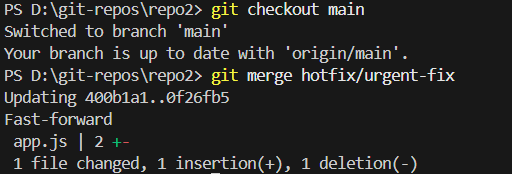 PS D:\git-repos\repo2> git checkout main
Switched to branch 'main'
Your branch is up to date with 'origin/main'.
PS D:\git-repos\repo2> git merge hotfix/urgent-fix
Updating 400b1a1..0f26fb5
Fast-forward
 app.js | 2 +-
 1 file changed, 1 insertion(+), 1 deletion(-)